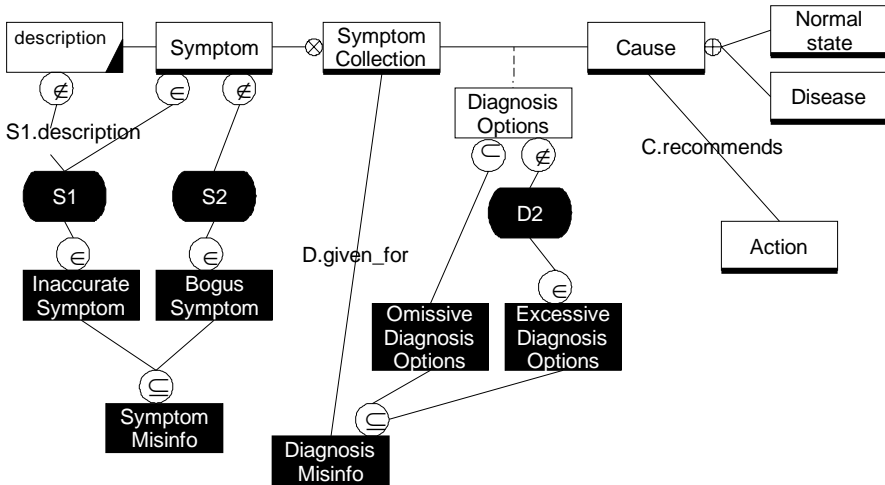 description
Symptom
Symptom
Collection
Cause
Normal
state
Disease
∉
∈
∉
Diagnosis
Options
S1.description
⊂
∉
C.recommends
S1
S2
D2
D.given_for
Action
∈
∈
Inaccurate
Symptom
Bogus
Symptom
∈
Omissive
Diagnosis
Options
Excessive
Diagnosis
Options
⊆
Symptom
Misinfo
⊆
Diagnosis
Misinfo